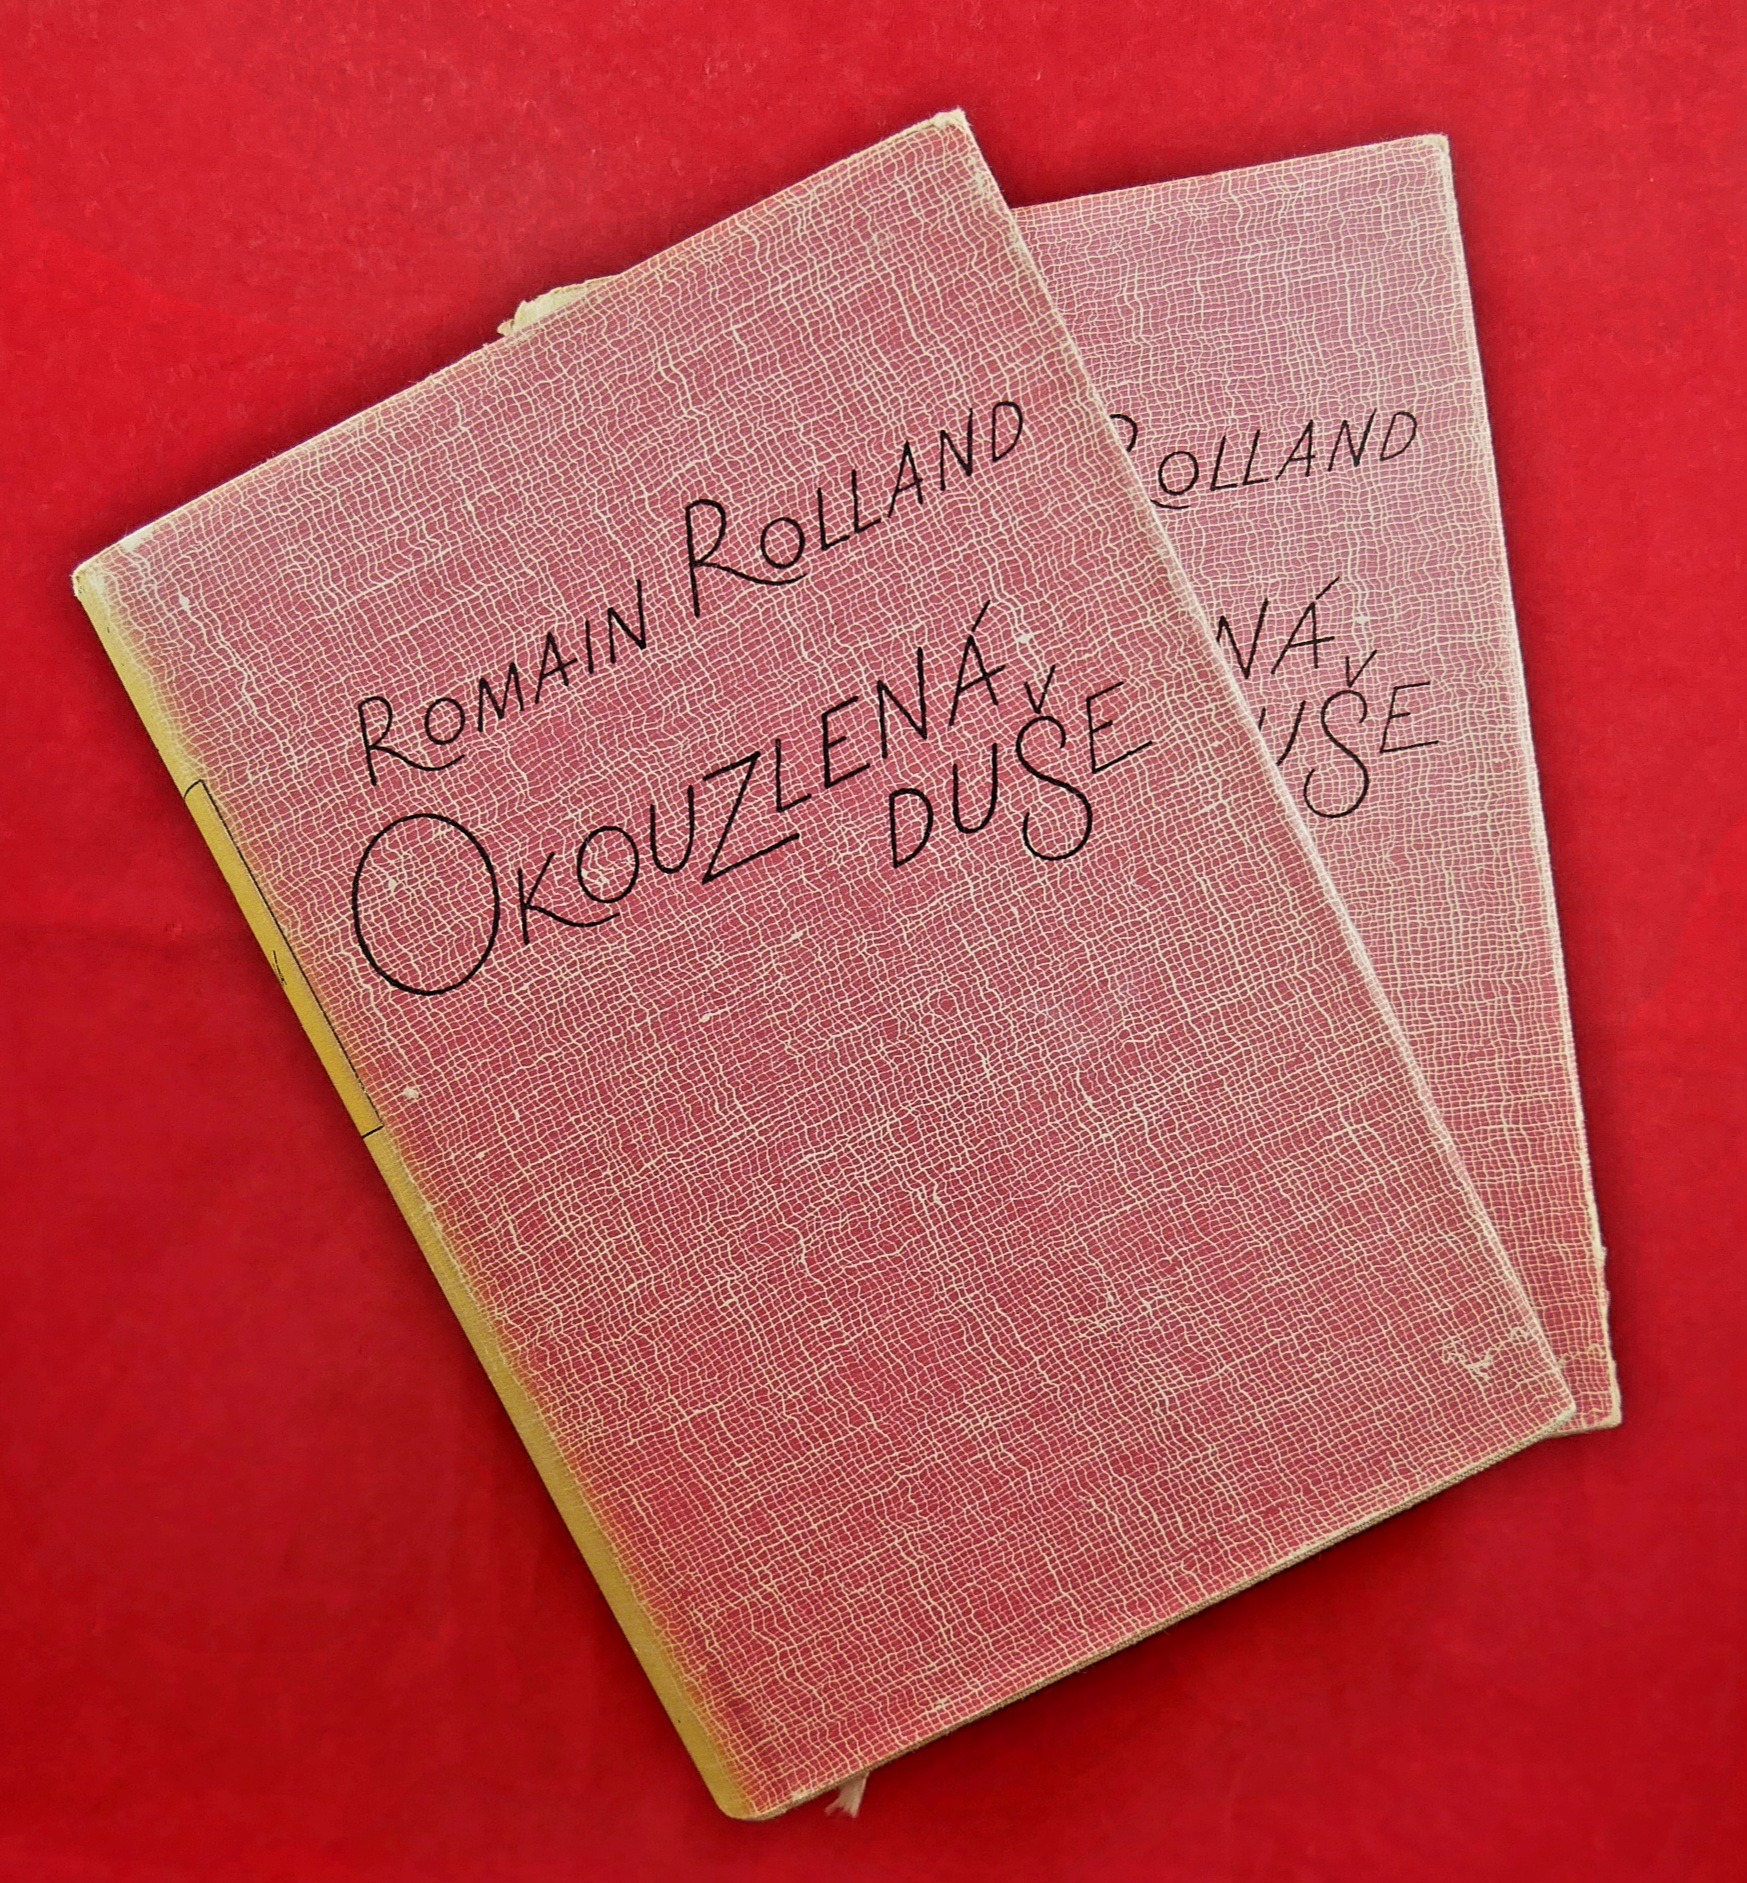 ROMAIN ROLLAND
OKOUZLENÁ
DUŠE
ROLLAND
NÁ
UŠE